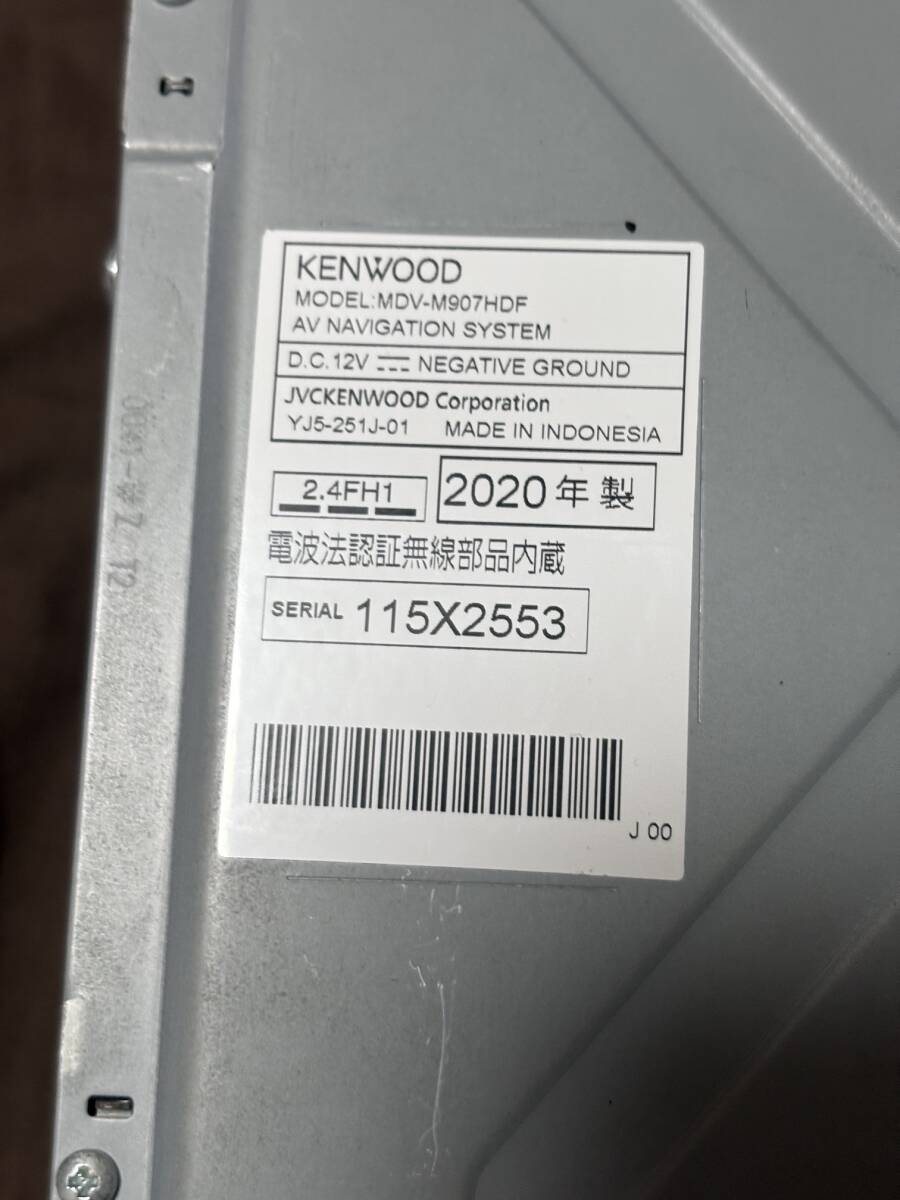 KENWOOD
MODEL:MDV-M907HDF
AV NAVIGATION SYSTEM
D.C.12V ⎓ NEGATIVE GROUND
JVCKENWOOD Corporation
YJ5-251J-01 MADE IN INDONESIA
2.4FH1
2020年 製
電波法認証無線部品内蔵
SERIAL 115X2553
J 00